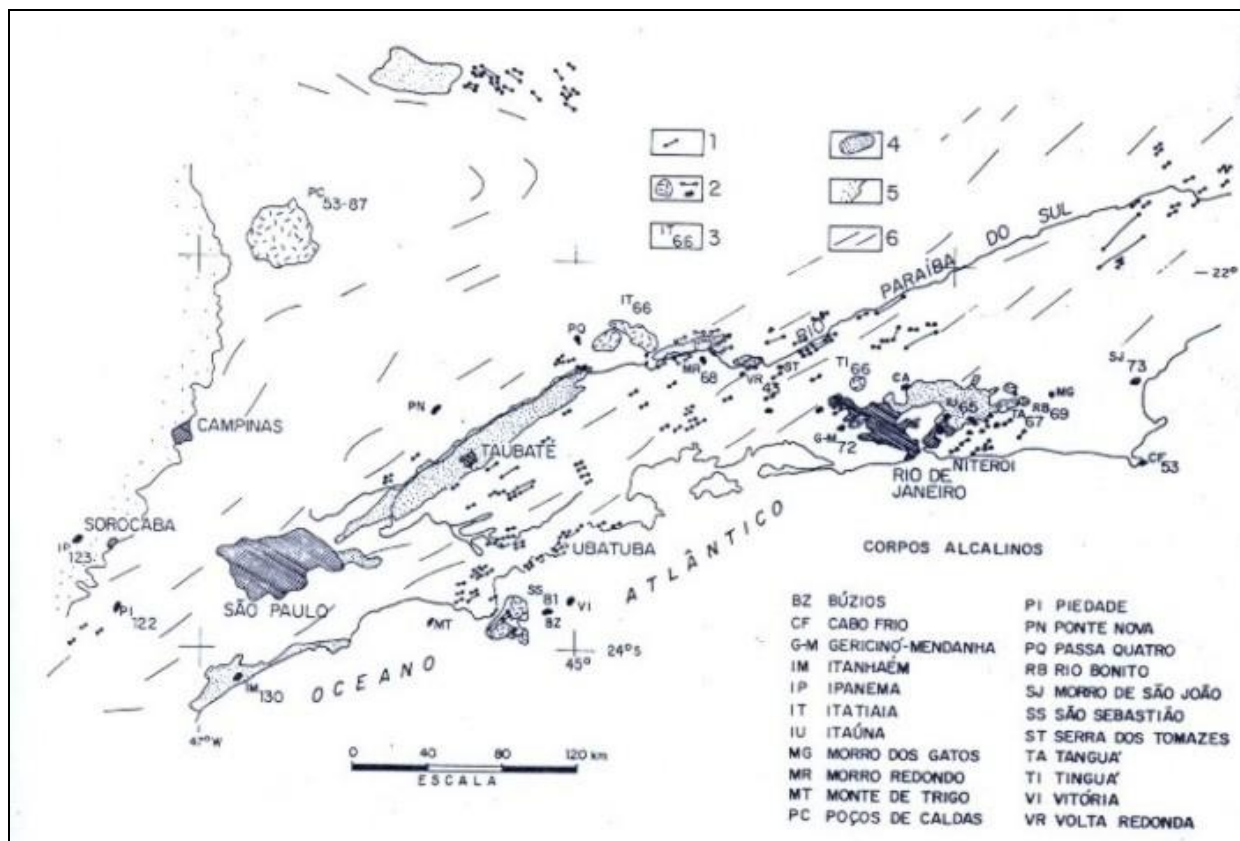 PC 53-87
1
2
IT 66 3
4
5
6
RIO PARAÍBA DO SUL
22°
IT 66
PQ
MR 68
VR 43
ST
TI 66
CA
SJ 73
MG
RB 69
IU 65
TA 67
G-M 72
PN
CAMPINAS
TAUBATÉ
NITERÓI
CF 53
RIO DE JANEIRO
SOROCABA
IP 123
UBATUBA
OCEANO ATLÂNTICO
SÃO PAULO
PI 122
SS 81
BZ
VI
MT
24°S
45°
IM 130
47°W
0 40 80 120 km
ESCALA
CORPOS ALCALINOS
BZ BÚZIOS
CF CABO FRIO
G-M GERICINÓ-MENDANHA
IM ITANHAÉM
IP IPANEMA
IT ITATIAIA
IU ITAÚNA
MG MORRO DOS GATOS
MR MORRO REDONDO
MT MONTE DE TRIGO
PC POÇOS DE CALDAS
PI PIEDADE
PN PONTE NOVA
PQ PASSA QUATRO
RB RIO BONITO
SJ MORRO DE SÃO JOÃO
SS SÃO SEBASTIÃO
ST SERRA DOS TOMAZES
TA TANGUÁ
TI TINGUÁ
VI VITÓRIA
VR VOLTA REDONDA